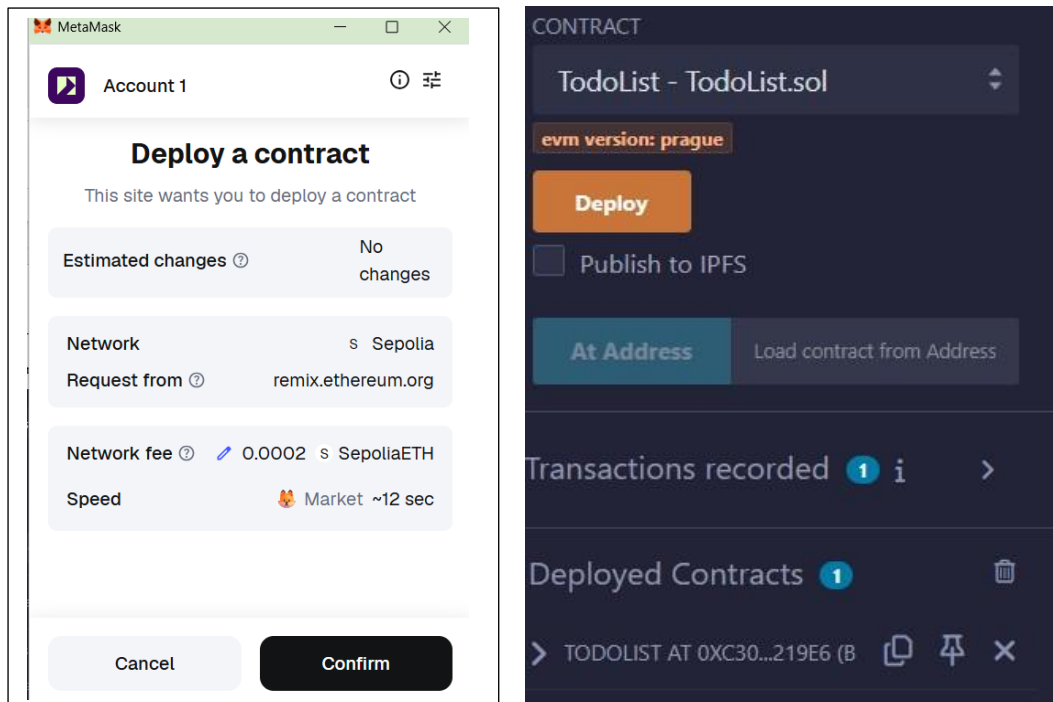 MetaMask
Account 1
Deploy a contract
This site wants you to deploy a contract
Estimated changes
No
changes
Network S Sepolia
Request from remix.ethereum.org
Network fee 0.0002 S SepoliaETH
Speed Market ~12 sec
Cancel Confirm
CONTRACT
TodoList - TodoList.sol
evm version: prague
Deploy
Publish to IPFS
At Address Load contract from Address
Transactions recorded 1 i
Deployed Contracts 1
TODOLIST AT 0XC30...219E6 (B